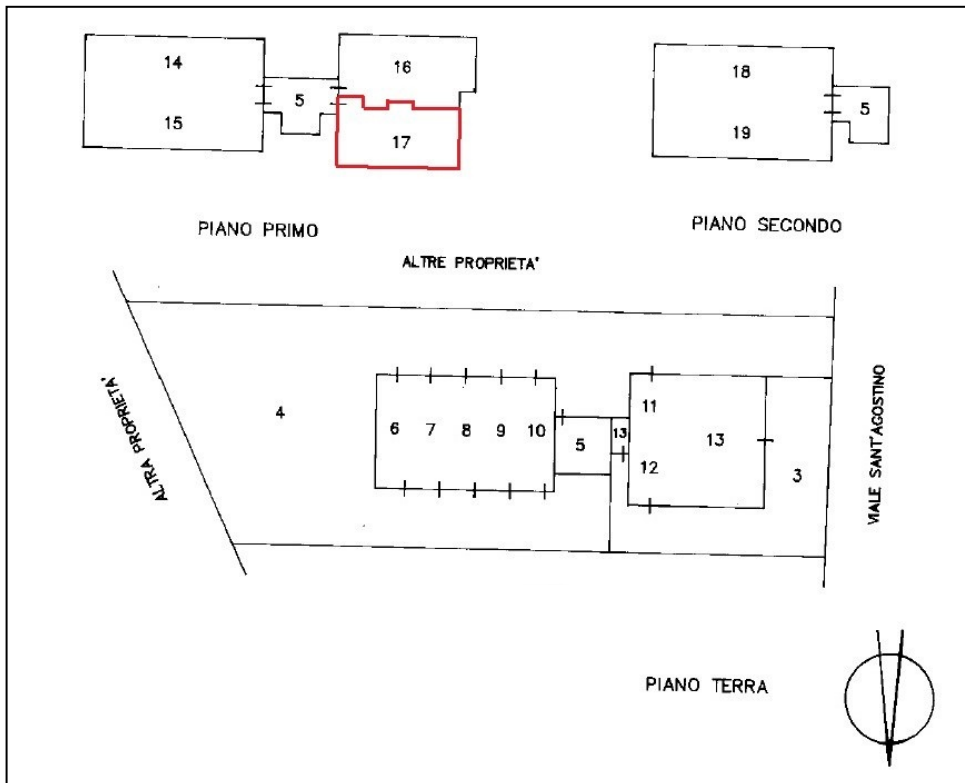 14
16
18
5
5
15
17
19
PIANO PRIMO
PIANO SECONDO
ALTRE PROPRIETA'
ALTRA PROPRIETA'
4
6 7 8 9 10
5
13
11
12
13
3
VIALE SANT'AGOSTINO
PIANO TERRA